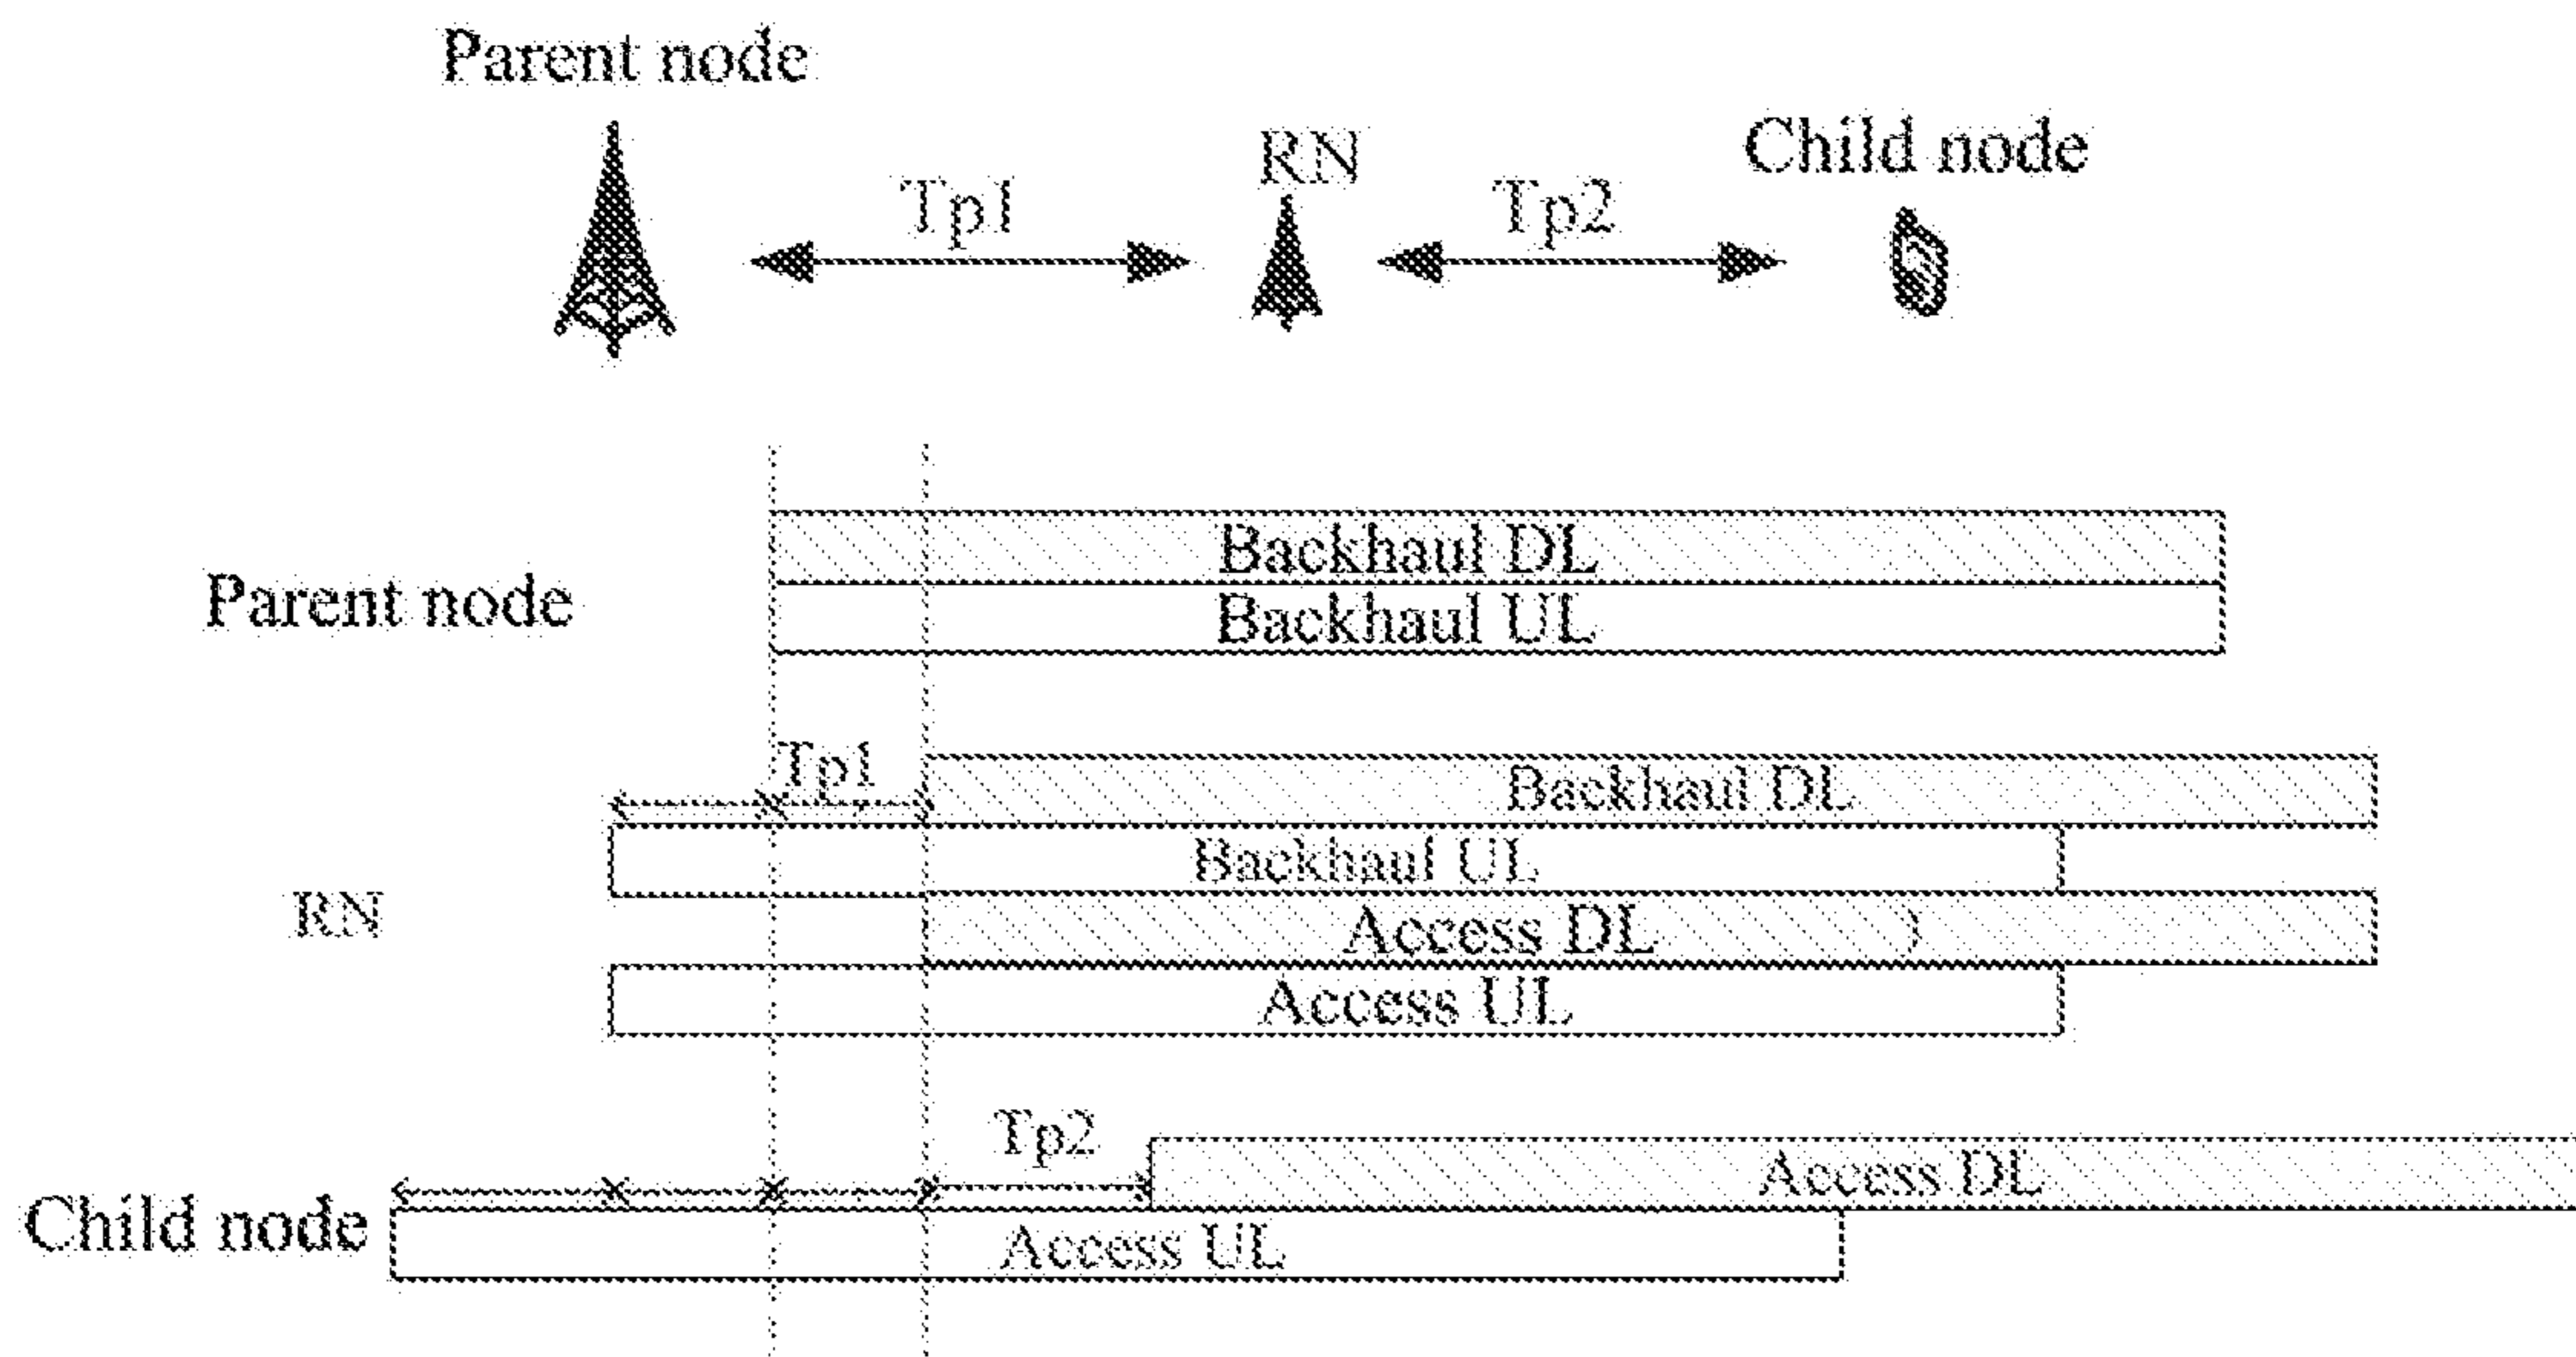 Parent node
RN
Child node
Tp1
Tp2
Backhaul DL
Parent node
Backhaul UL
Tp1
Backhaul DL
Backhaul UL
RN
Access DL
Access UL
Tp2
Access DL
Child node
Access UL